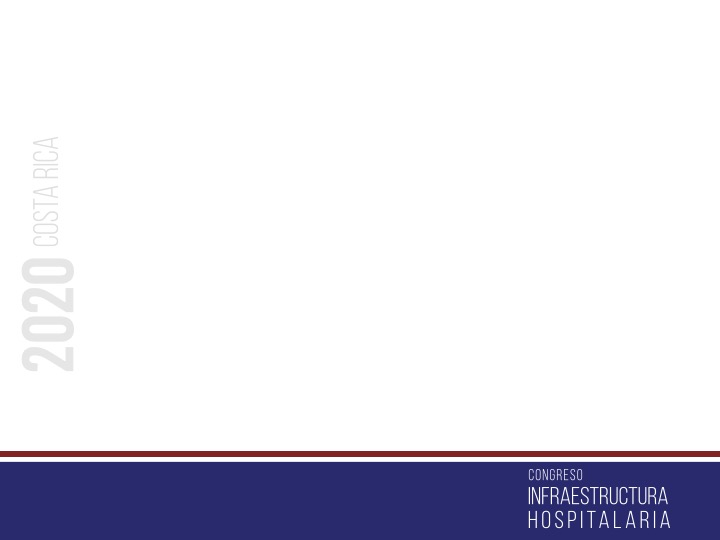 2020 COSTA RICA
CONGRESO
INFRAESTRUCTURA
HOSPITALARIA